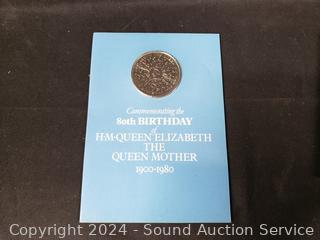 Commemorating the
80th BIRTHDAY
of
H·M·QUEEN ELIZABETH
THE
QUEEN MOTHER
1900-1980
Copyright 2024 - Sound Auction Service